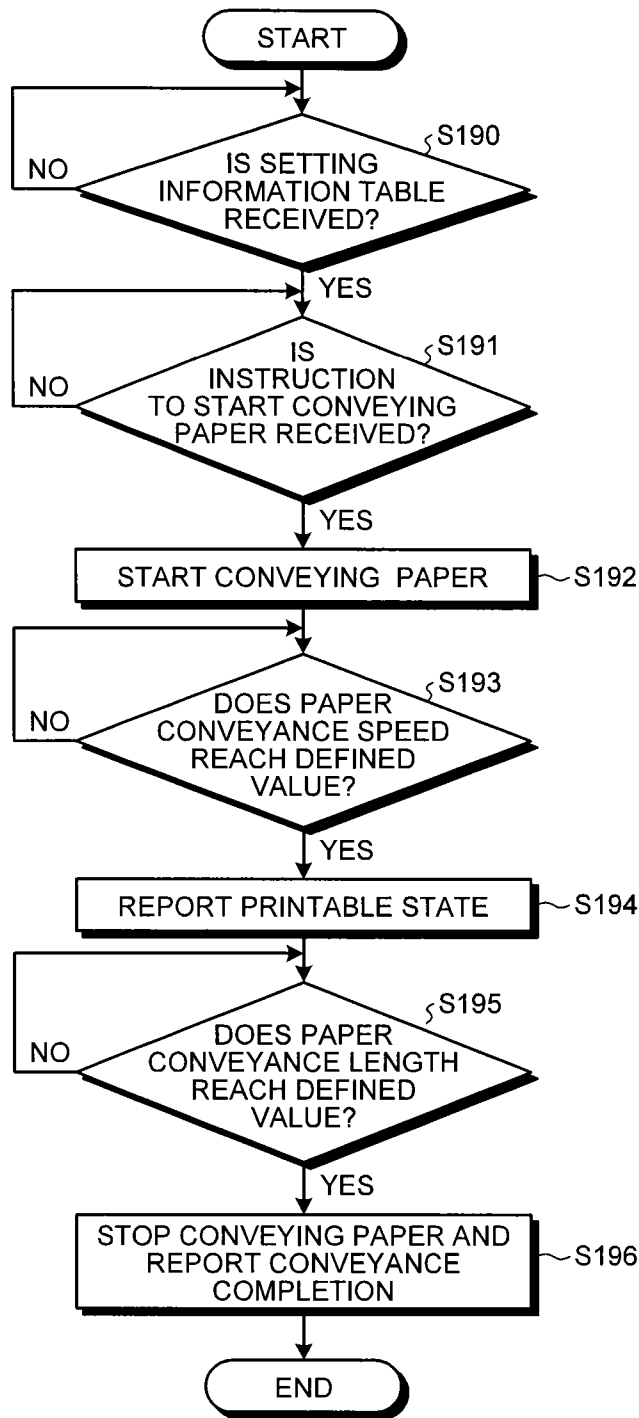 START
S190
IS SETTING
INFORMATION TABLE
RECEIVED?
NO
YES
S191
IS
INSTRUCTION
TO START CONVEYING
PAPER RECEIVED?
NO
YES
START CONVEYING PAPER
S192
S193
DOES PAPER
CONVEYANCE SPEED
REACH DEFINED
VALUE?
NO
YES
REPORT PRINTABLE STATE
S194
S195
DOES PAPER
CONVEYANCE LENGTH
REACH DEFINED
VALUE?
NO
YES
STOP CONVEYING PAPER AND
REPORT CONVEYANCE
COMPLETION
S196
END